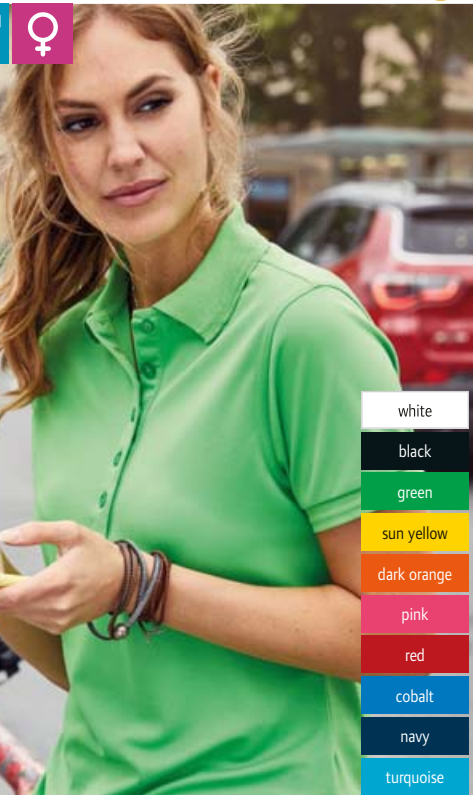 white
black
green
sun yellow
dark orange
pink
red
cobalt
navy
turquoise